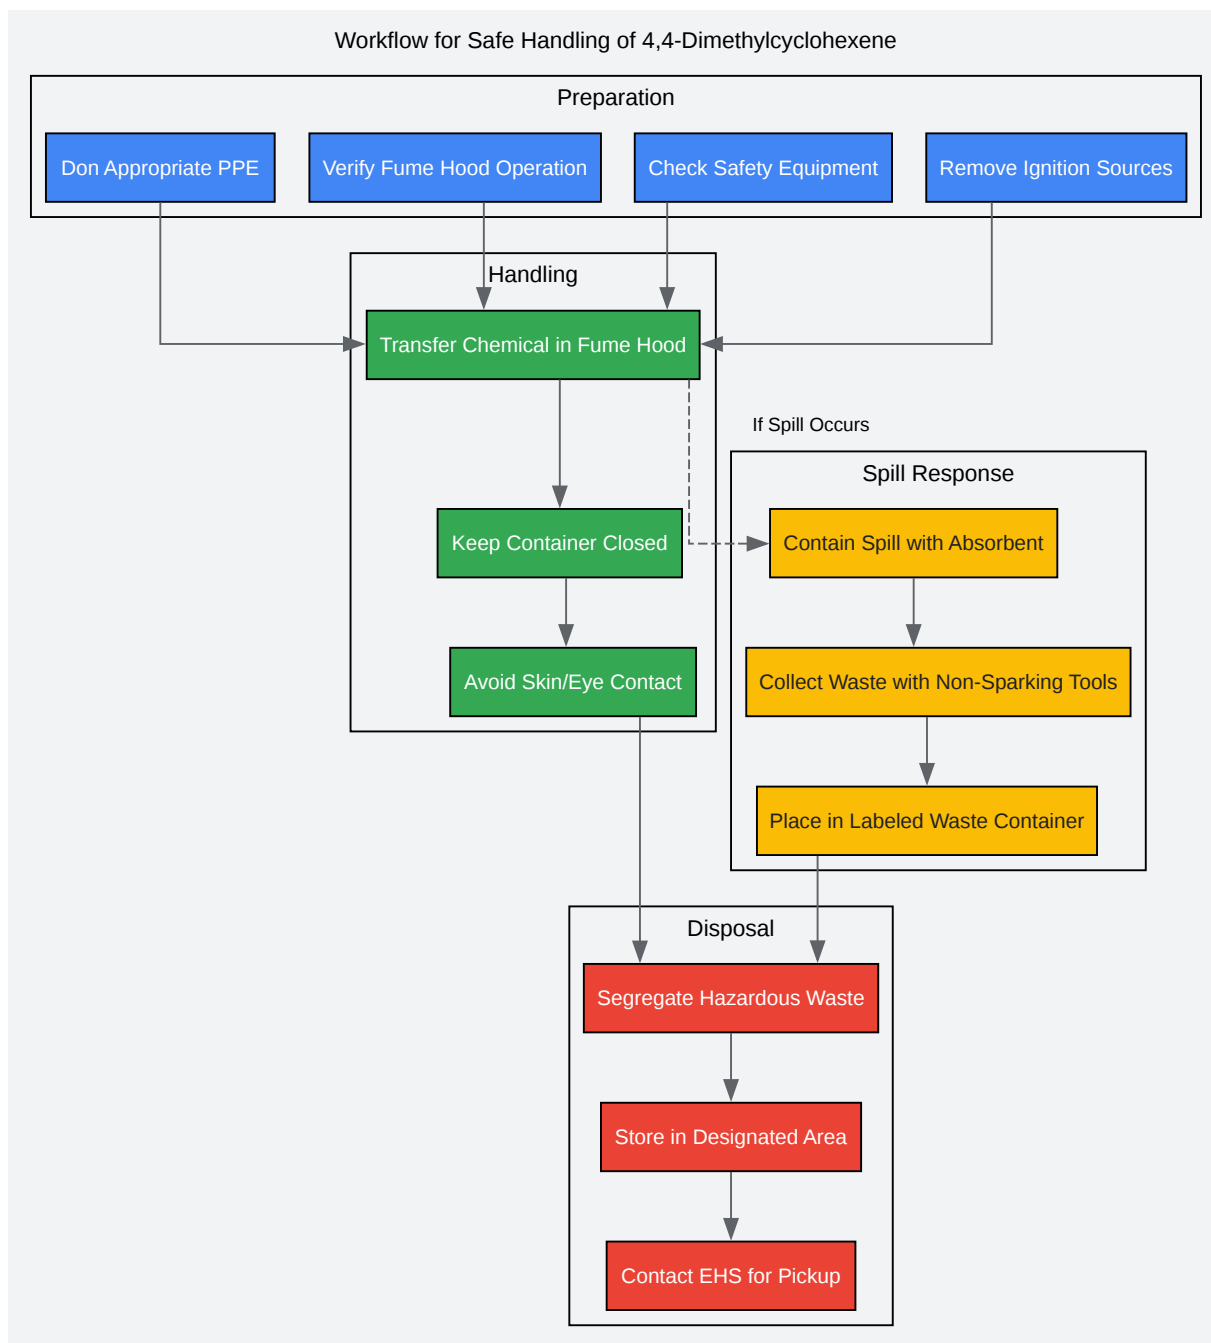 Workflow for Safe Handling of 4,4-Dimethylcyclohexene
Preparation
Don Appropriate PPE
Verify Fume Hood Operation
Check Safety Equipment
Remove Ignition Sources
Handling
Transfer Chemical in Fume Hood
If Spill Occurs
Spill Response
Keep Container Closed
Contain Spill with Absorbent
Avoid Skin/Eye Contact
Collect Waste with Non-Sparking Tools
Place in Labeled Waste Container
Disposal
Segregate Hazardous Waste
Store in Designated Area
Contact EHS for Pickup